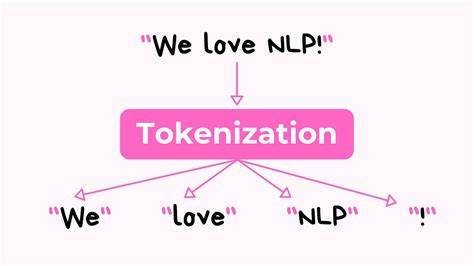 "We love NLP!"
Tokenization
"We" "love" "NLP" "!"